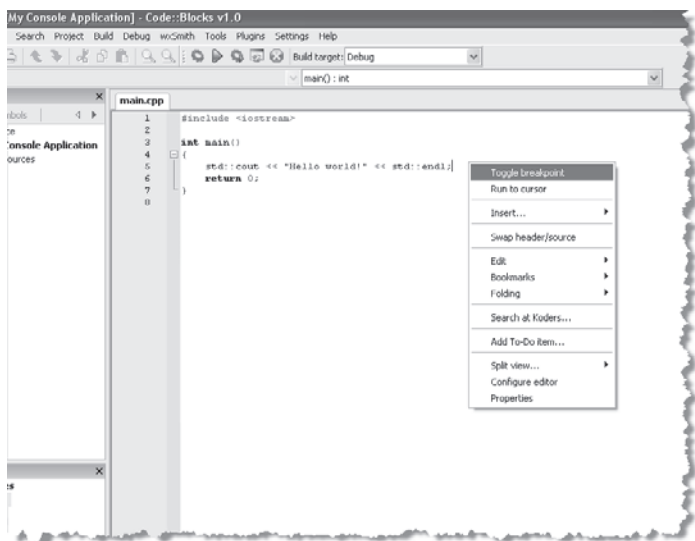 My Console Application] - Code::Blocks v1.0
Search Project Build Debug wxSmith Tools Plugins Settings Help
Build target: Debug
main() : int
main.cpp
Console Application
1 #include <iostream>
2
3 int main()
4 {
5 std::cout << "Hello world!" << std::endl;
6 return 0;
7 }
8
Toggle breakpoint
Run to cursor
Insert...
Swap header/source
Edit
Bookmarks
Folding
Search at Koders...
Add To-Do item...
Split view...
Configure editor
Properties